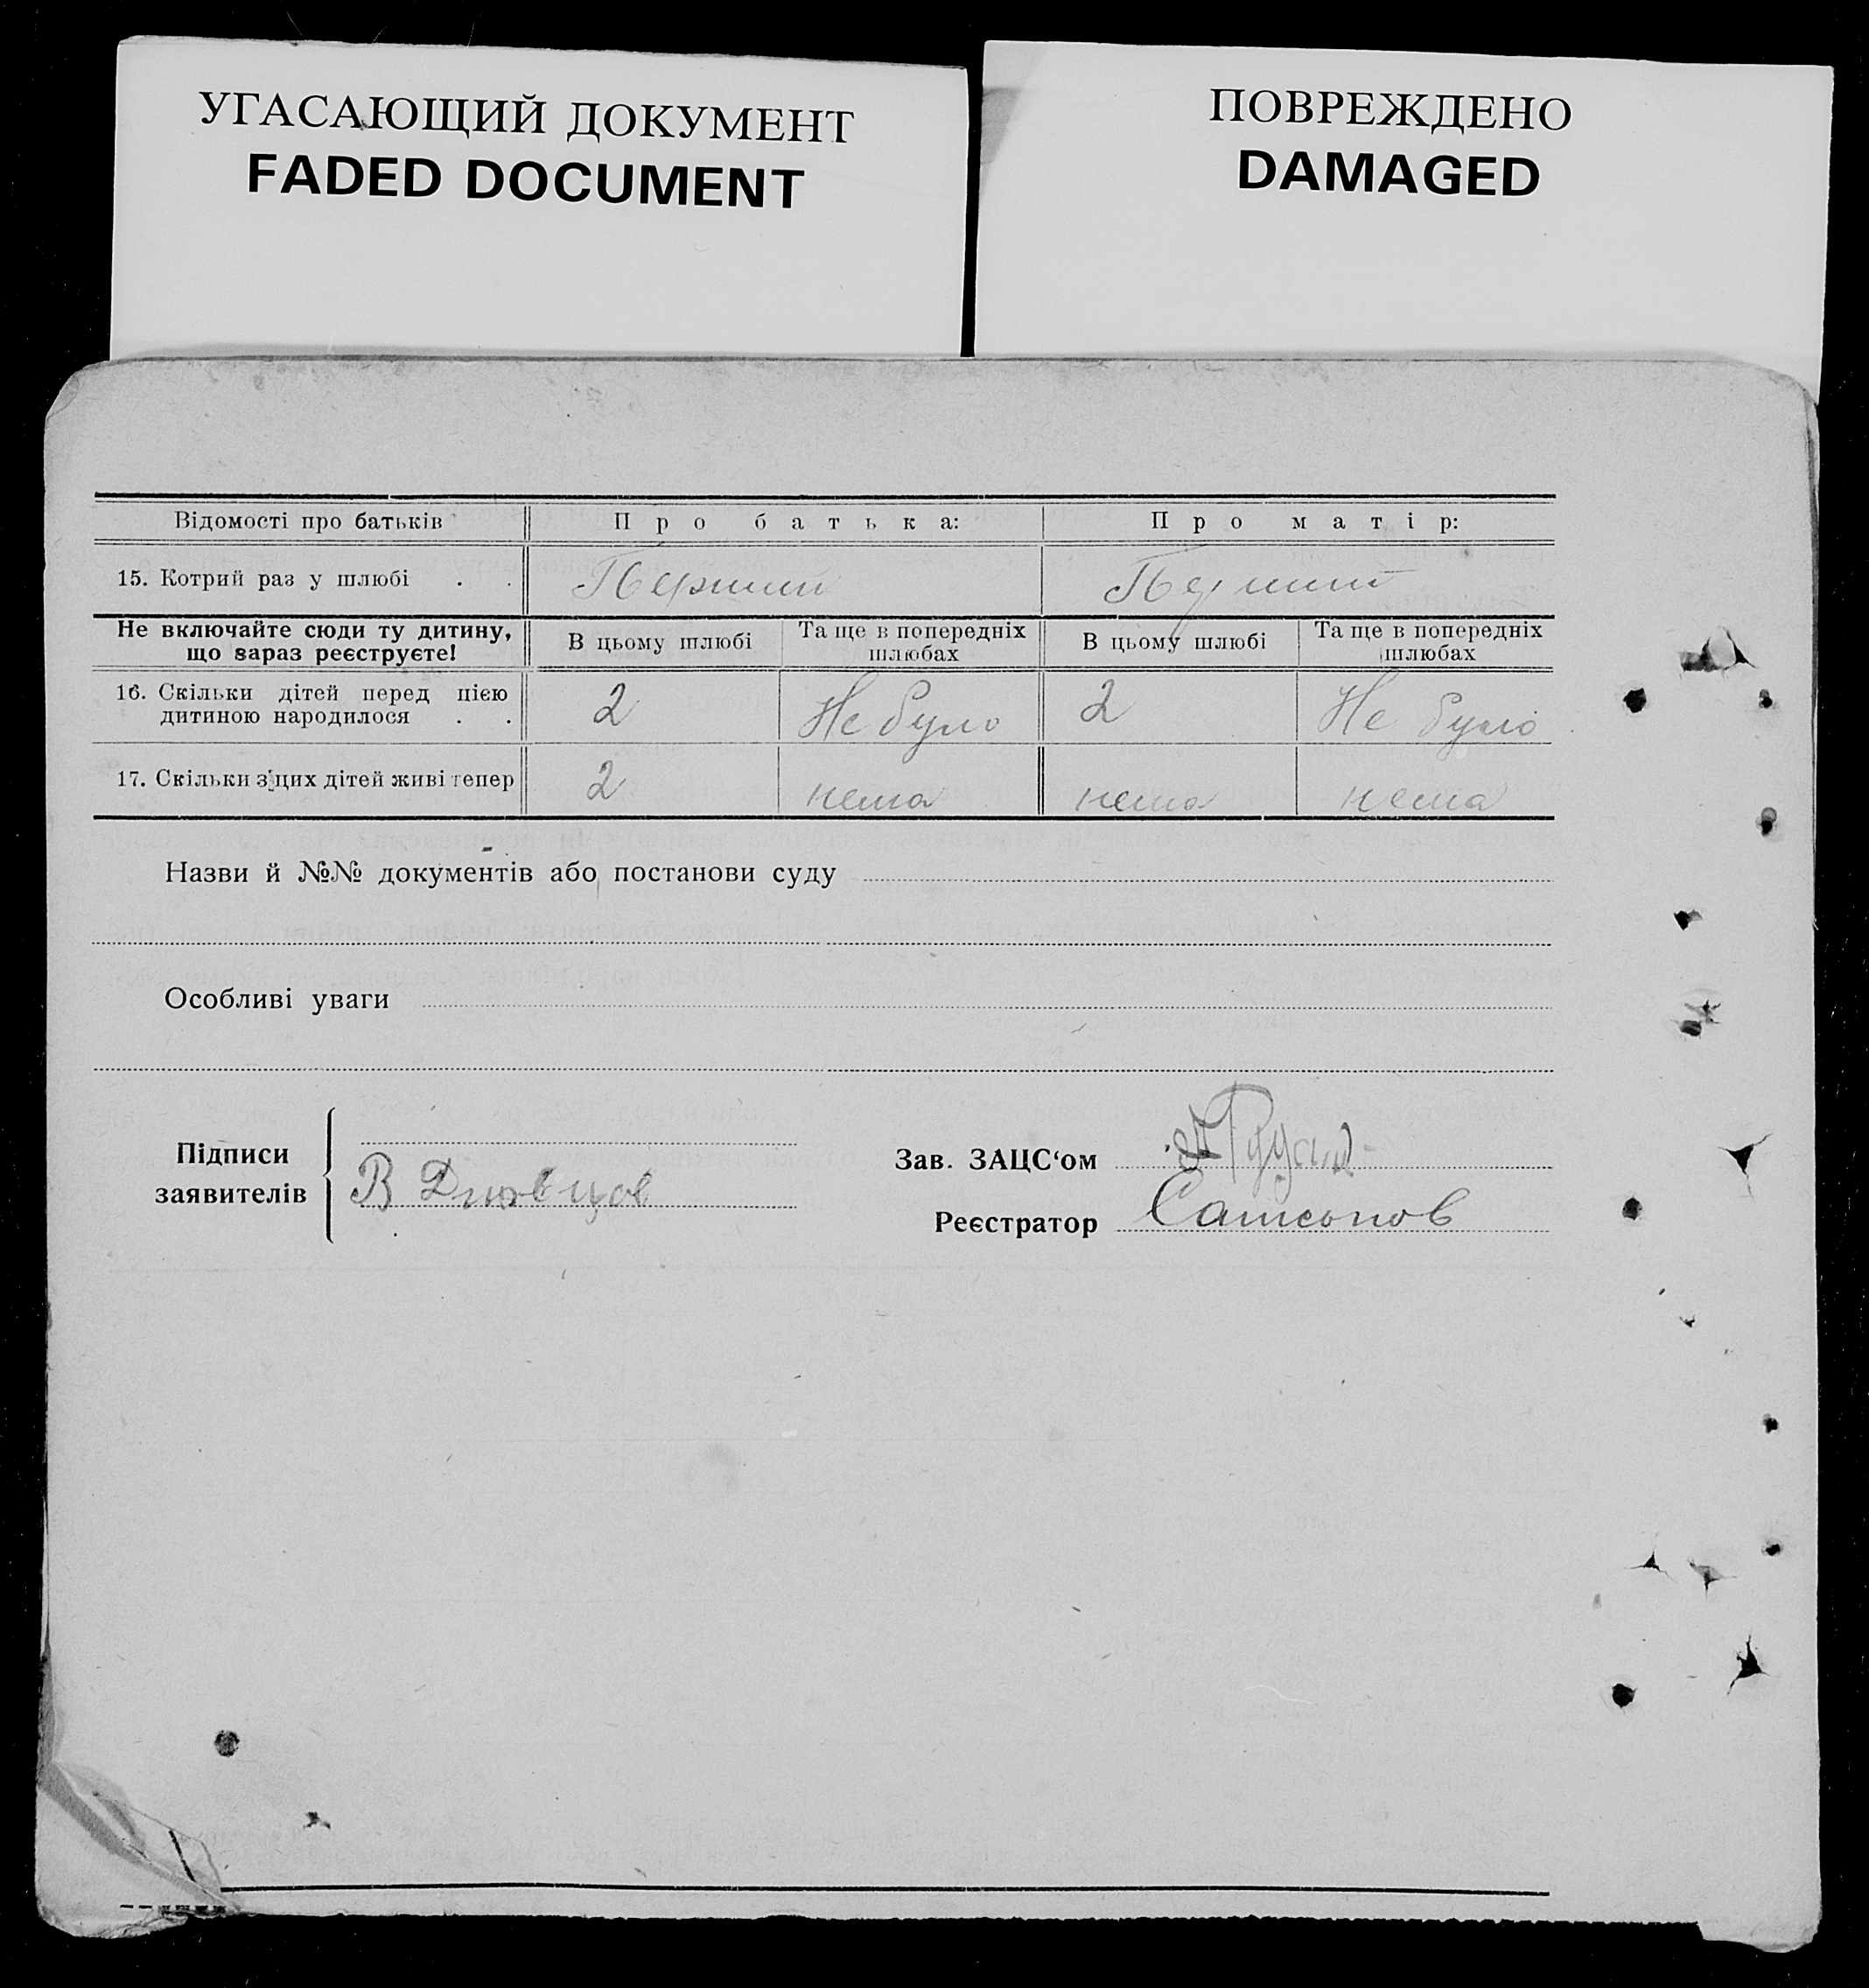 УГАСАЮЩИЙ ДОКУМЕНТ
FADED DOCUMENT
ПОВРЕЖДЕНО
DAMAGED
Відомості про батьків Про батька: Про матір:
15. Котрий раз у шлюбі . . Перший Перший
Не включайте сюди ту дитину, що зараз реєструєте! В цьому шлюбі Та ще в попередніх шлюбах В цьому шлюбі Та ще в попередніх шлюбах
16. Скільки дітей перед цією дитиною народилося . . 2 Не було 2 Не було
17. Скільки з цих дітей живі тепер 2 нема нема нема
Назви й №№ документів або постанови суду
Особливі уваги
Підписи заявителів
В
Зав. ЗАЦС‘ом
Реєстратор Самсонов